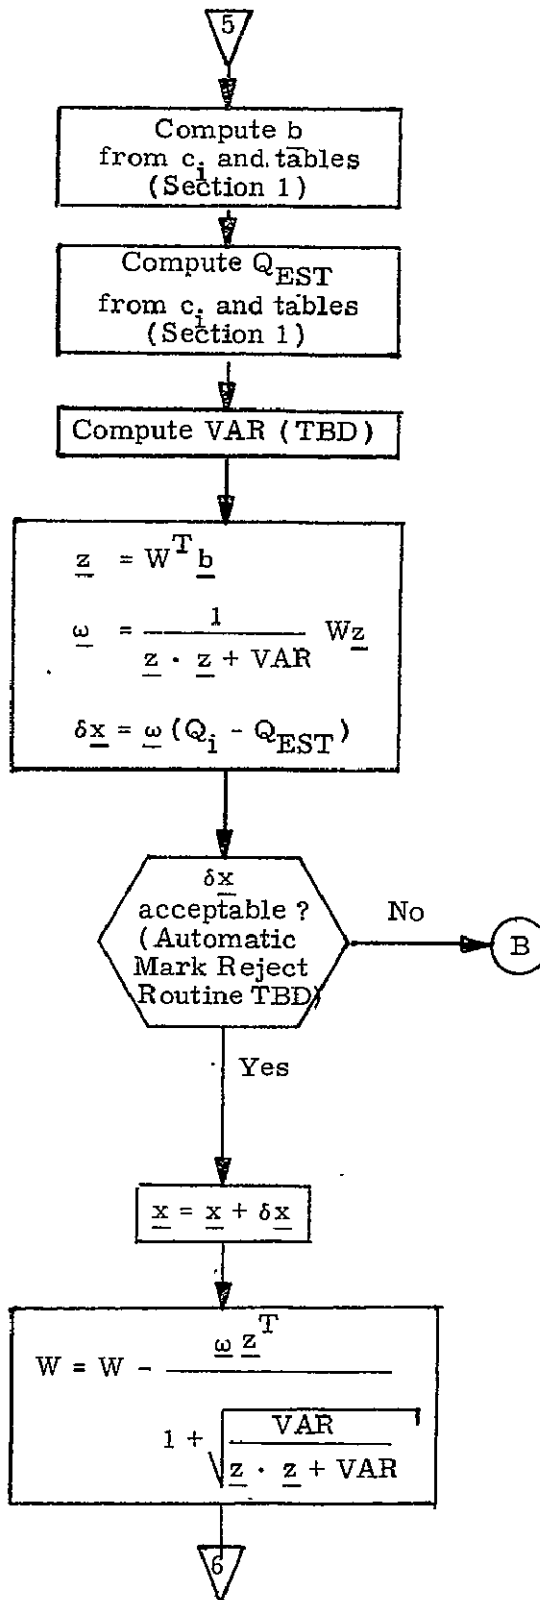 5
Compute b
from c_i and tables
(Section 1)
Compute Q_EST
from c_i and tables
(Section 1)
Compute VAR (TBD)
z = W^T b
ω = 1 / (z · z + VAR) Wz
δx = ω (Q_i - Q_EST)
δx
acceptable ?
(Automatic
Mark Reject
Routine TBD)
No
B
Yes
x = x + δx
W = W - ω z^T / (1 + √(VAR / (z · z + VAR)))
6